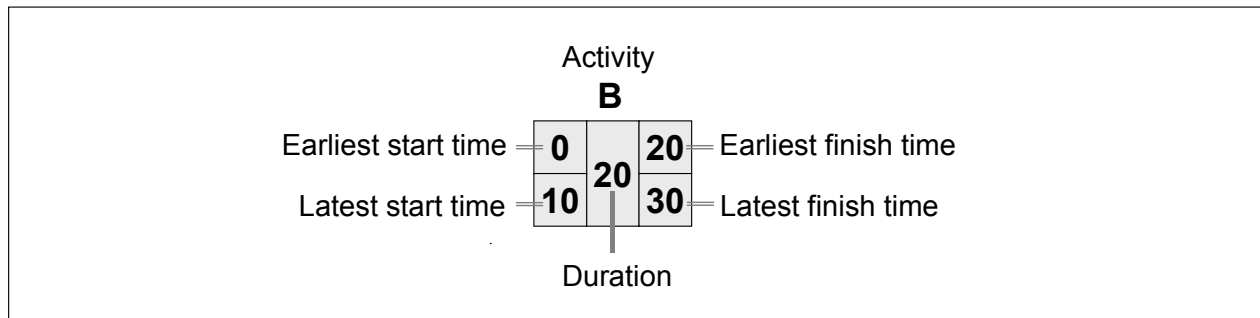 Activity
B
Earliest start time 0 20 Earliest finish time
20
Latest start time 10 30 Latest finish time
Duration